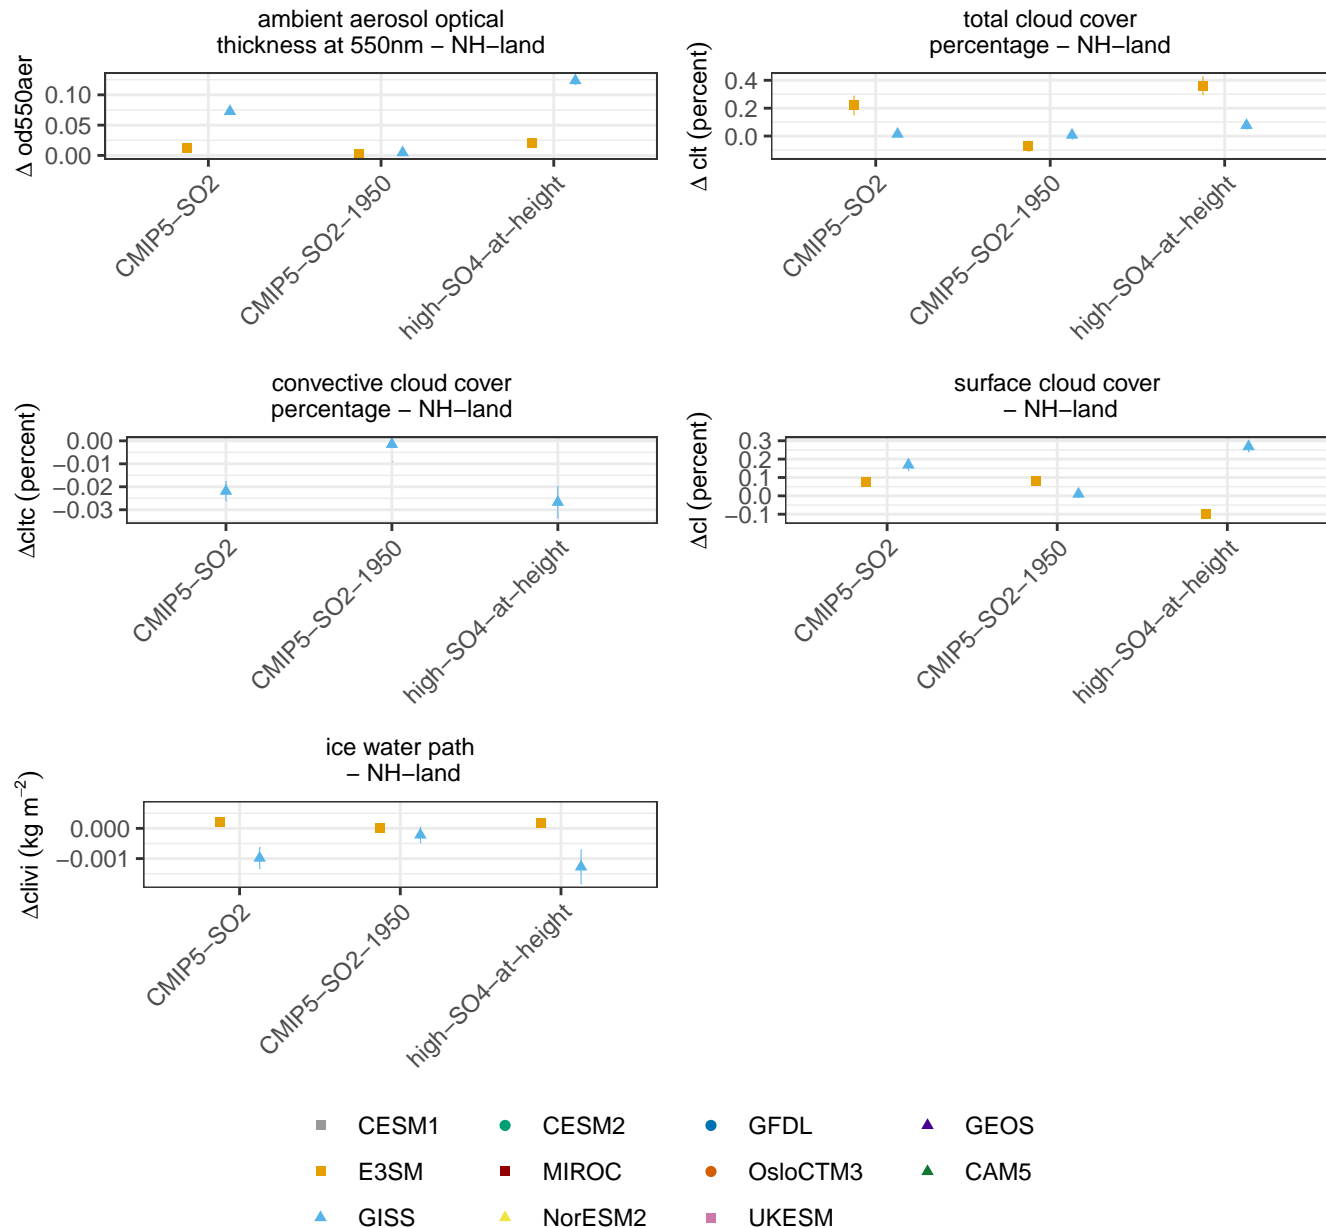 ambient aerosol optical
thickness at 550nm − NH−land
Δ od550aer
0.10
0.05
0.00
CMIP5−SO2
CMIP5−SO2−1950
high−SO4−at−height
total cloud cover
percentage − NH−land
Δ clt (percent)
0.4
0.2
0.0
CMIP5−SO2
CMIP5−SO2−1950
high−SO4−at−height
convective cloud cover
percentage − NH−land
Δcltc (percent)
0.00
−0.01
−0.02
−0.03
CMIP5−SO2
CMIP5−SO2−1950
high−SO4−at−height
surface cloud cover
− NH−land
Δcl (percent)
0.3
0.2
0.1
0.0
−0.1
CMIP5−SO2
CMIP5−SO2−1950
high−SO4−at−height
ice water path
− NH−land
Δclivi (kg m⁻²)
0.000
−0.001
CMIP5−SO2
CMIP5−SO2−1950
high−SO4−at−height
CESM1
E3SM
GISS
CESM2
MIROC
NorESM2
GFDL
OsloCTM3
UKESM
GEOS
CAM5